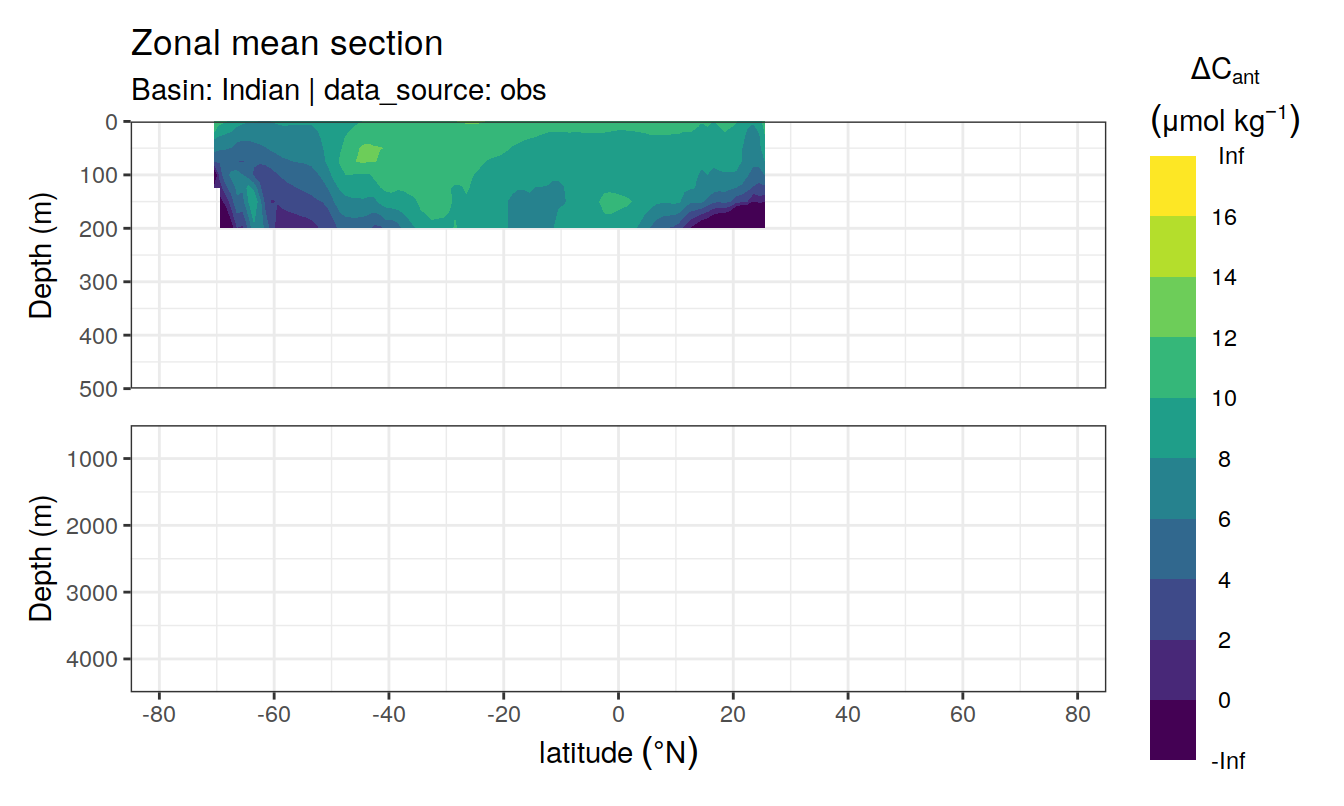 Zonal mean section
Basin: Indian | data_source: obs
Depth (m)
0
100
200
300
400
500
Depth (m)
1000
2000
3000
4000
-80 -60 -40 -20 0 20 40 60 80
latitude (°N)
ΔCant
(μmol kg⁻¹)
Inf
16
14
12
10
8
6
4
2
0
-Inf